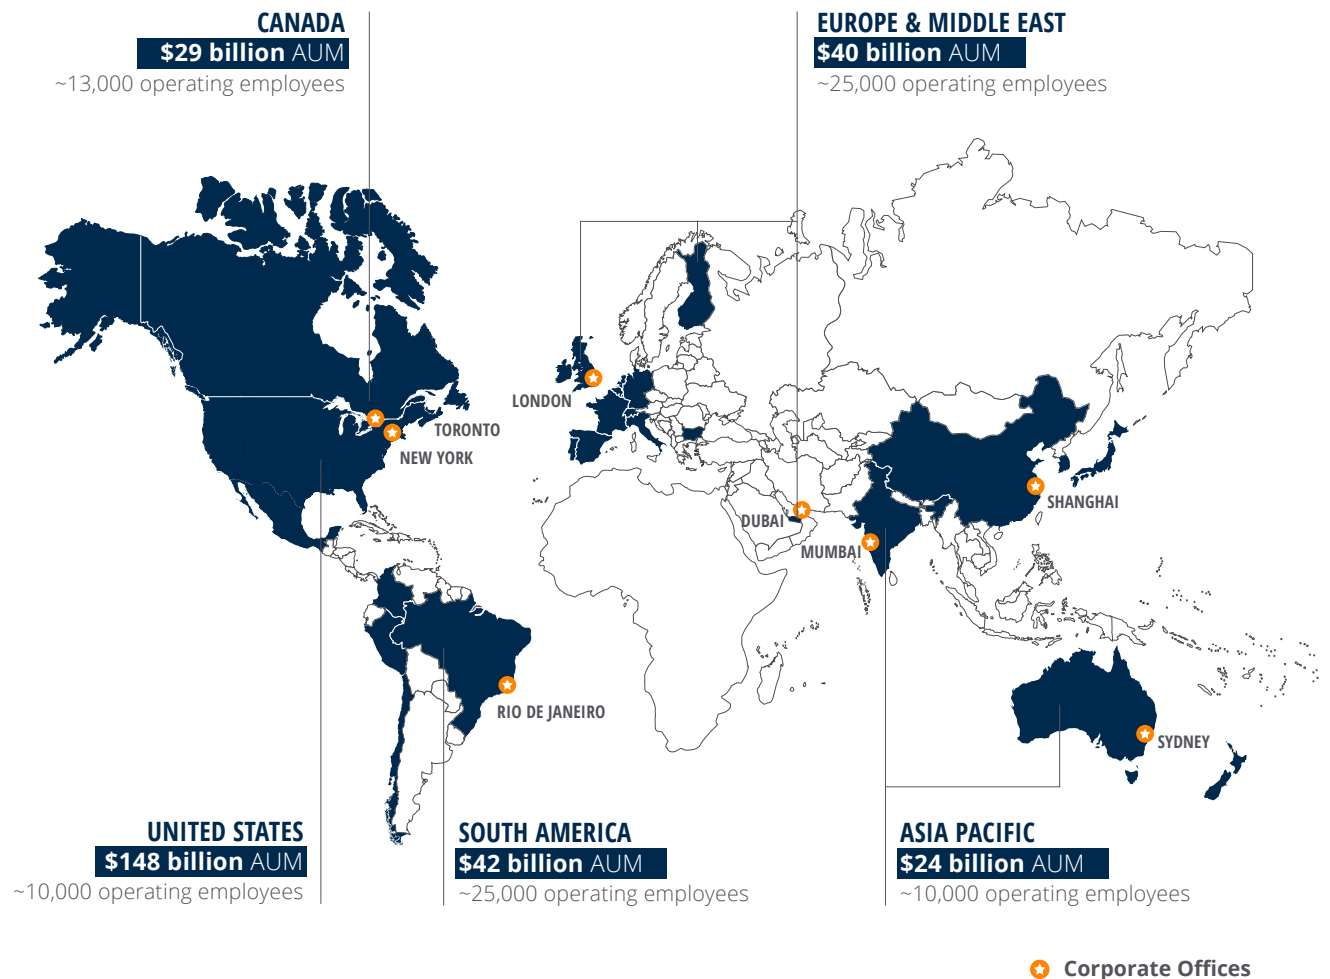 CANADA
$29 billion AUM
~13,000 operating employees
EUROPE & MIDDLE EAST
$40 billion AUM
~25,000 operating employees
LONDON
TORONTO
NEW YORK
SHANGHAI
DUBAI
MUMBAI
RIO DE JANEIRO
SYDNEY
UNITED STATES
$148 billion AUM
~10,000 operating employees
SOUTH AMERICA
$42 billion AUM
~25,000 operating employees
ASIA PACIFIC
$24 billion AUM
~10,000 operating employees
Corporate Offices